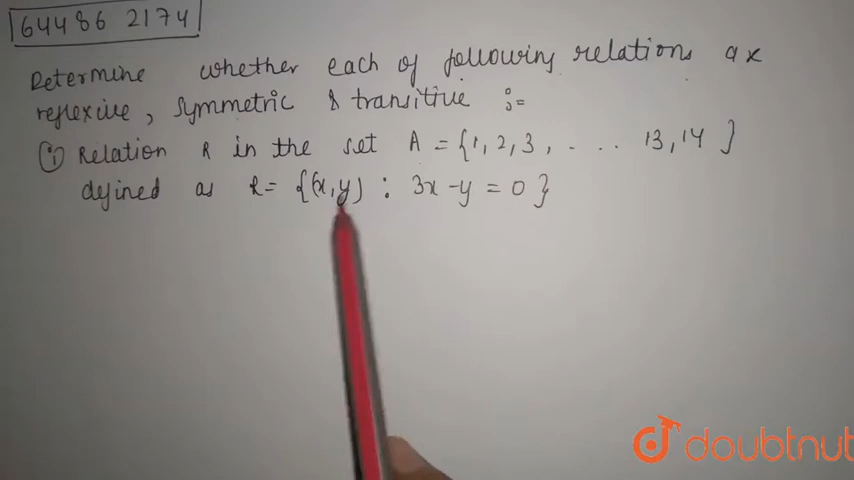 64486 2174
Determine whether each of following relations are
reflexive, symmetric & transitive :=
(i) Relation R in the set A = {1, 2, 3, . . . . 13, 14 }
defined as R = {(x, y) : 3x - y = 0 }
doubtnut